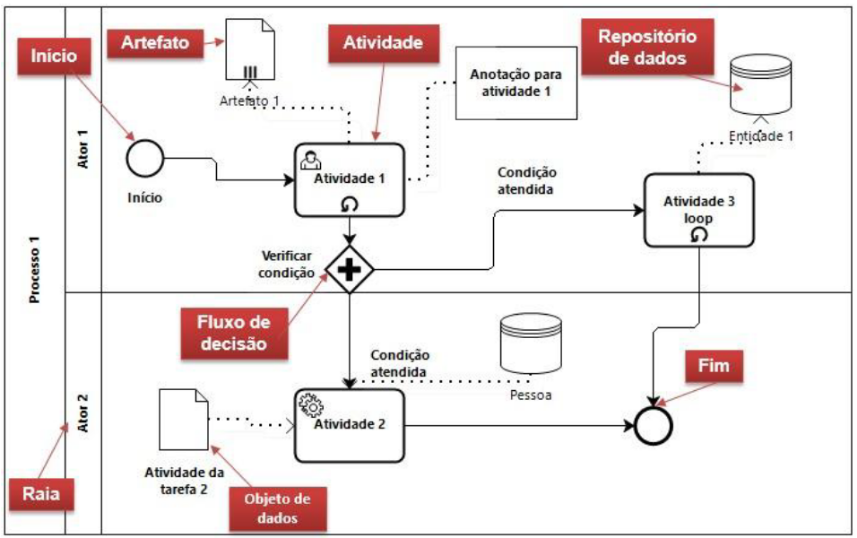 Início
Artefato
Atividade
Repositório
de dados
Anotação para
atividade 1
Artefato 1
Entidade 1
Ator 1
Início
Atividade 1
Condição
atendida
Atividade 3
loop
Verificar
condição
Processo 1
Fluxo de
decisão
Condição
atendida
Pessoa
Fim
Ator 2
Atividade 2
Atividade da
tarefa 2
Raia
Objeto de
dados